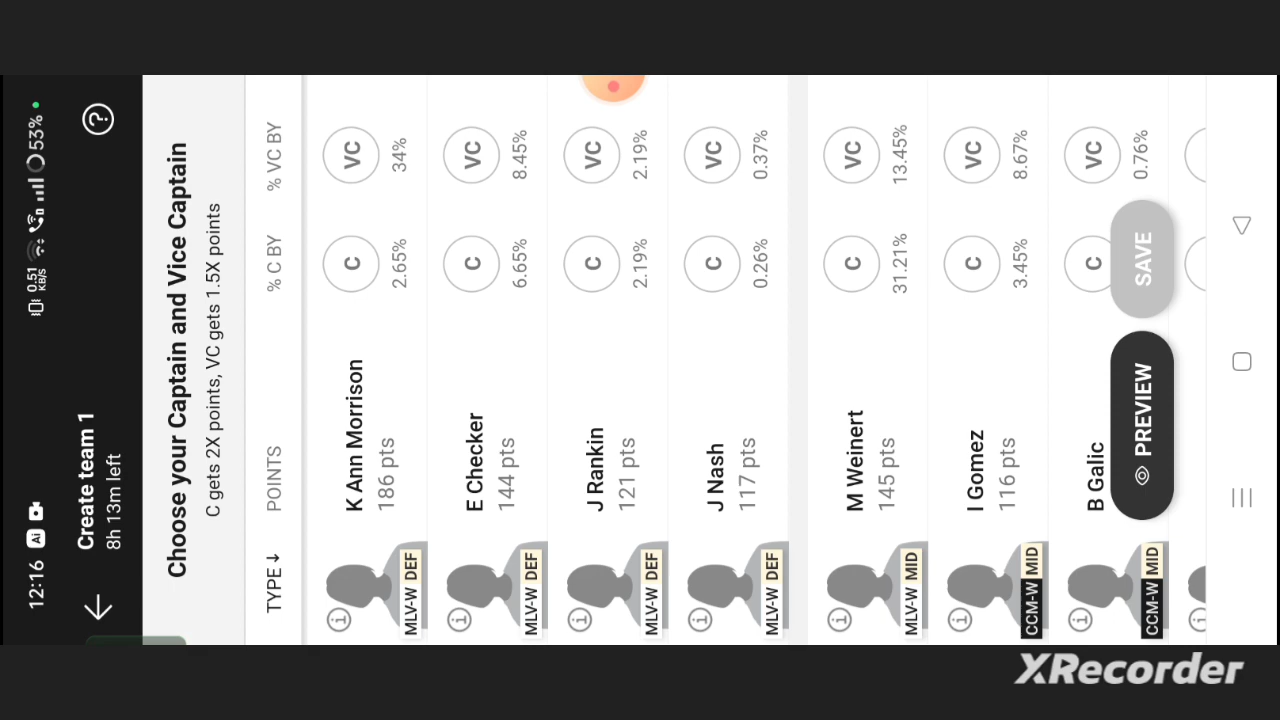 12:16 Ai 0.51 KB/S 53%
Create team 1
8h 13m left
?
Choose your Captain and Vice Captain
C gets 2X points, VC gets 1.5X points
TYPE ↓ POINTS % C BY % VC BY
K Ann Morrison C VC
MLV-W DEF 186 pts 2.65% 34%
E Checker C VC
MLV-W DEF 144 pts 6.65% 8.45%
J Rankin C VC
MLV-W DEF 121 pts 2.19% 2.19%
J Nash C VC
MLV-W DEF 117 pts 0.26% 0.37%
M Weinert C VC
MLV-W MID 145 pts 31.21% 13.45%
I Gomez C VC
CCM-W MID 116 pts 3.45% 8.67%
B Galic C VC
CCM-W MID 0.76%
PREVIEW SAVE
XRecorder